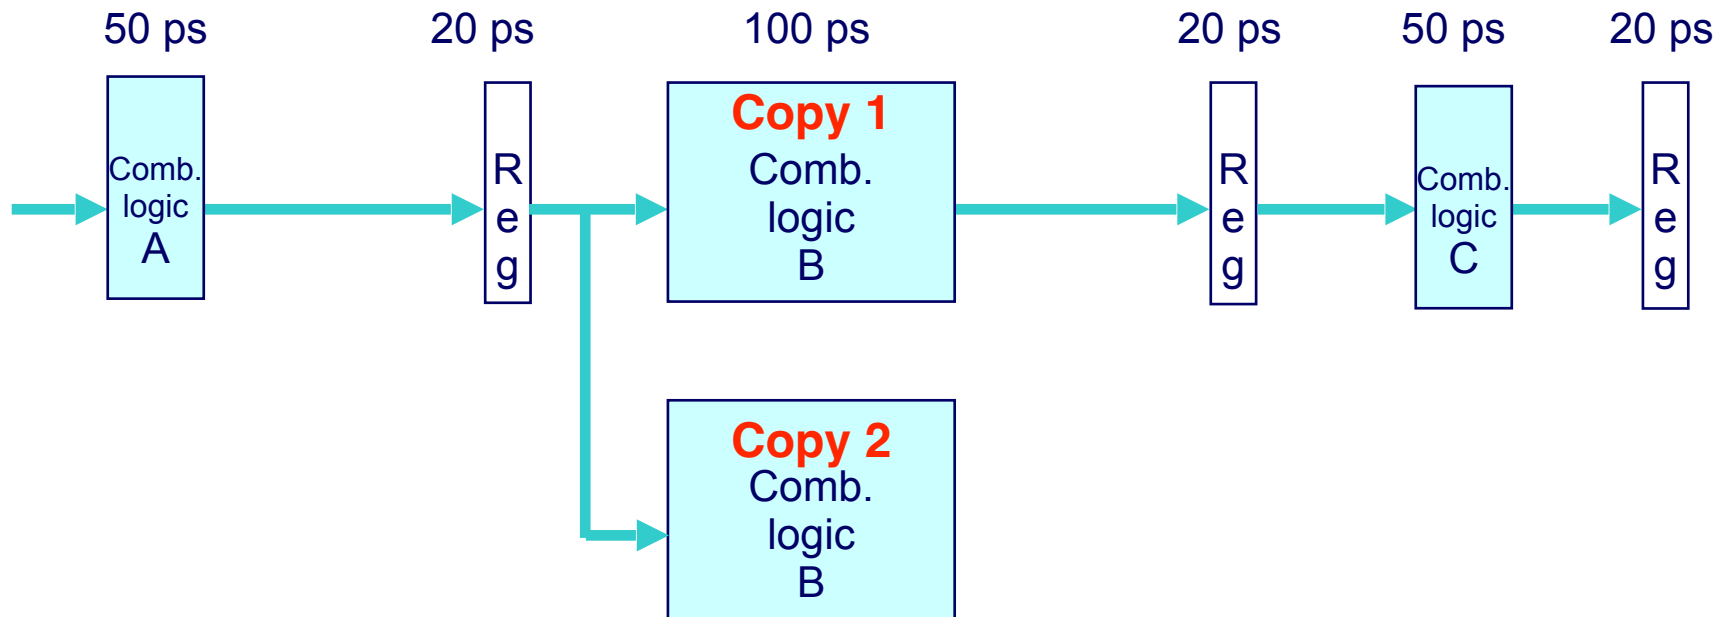 50 ps
20 ps
100 ps
20 ps
50 ps
20 ps
Comb.
logic
A
R
e
g
Copy 1
Comb.
logic
B
R
e
g
Comb.
logic
C
R
e
g
Copy 2
Comb.
logic
B